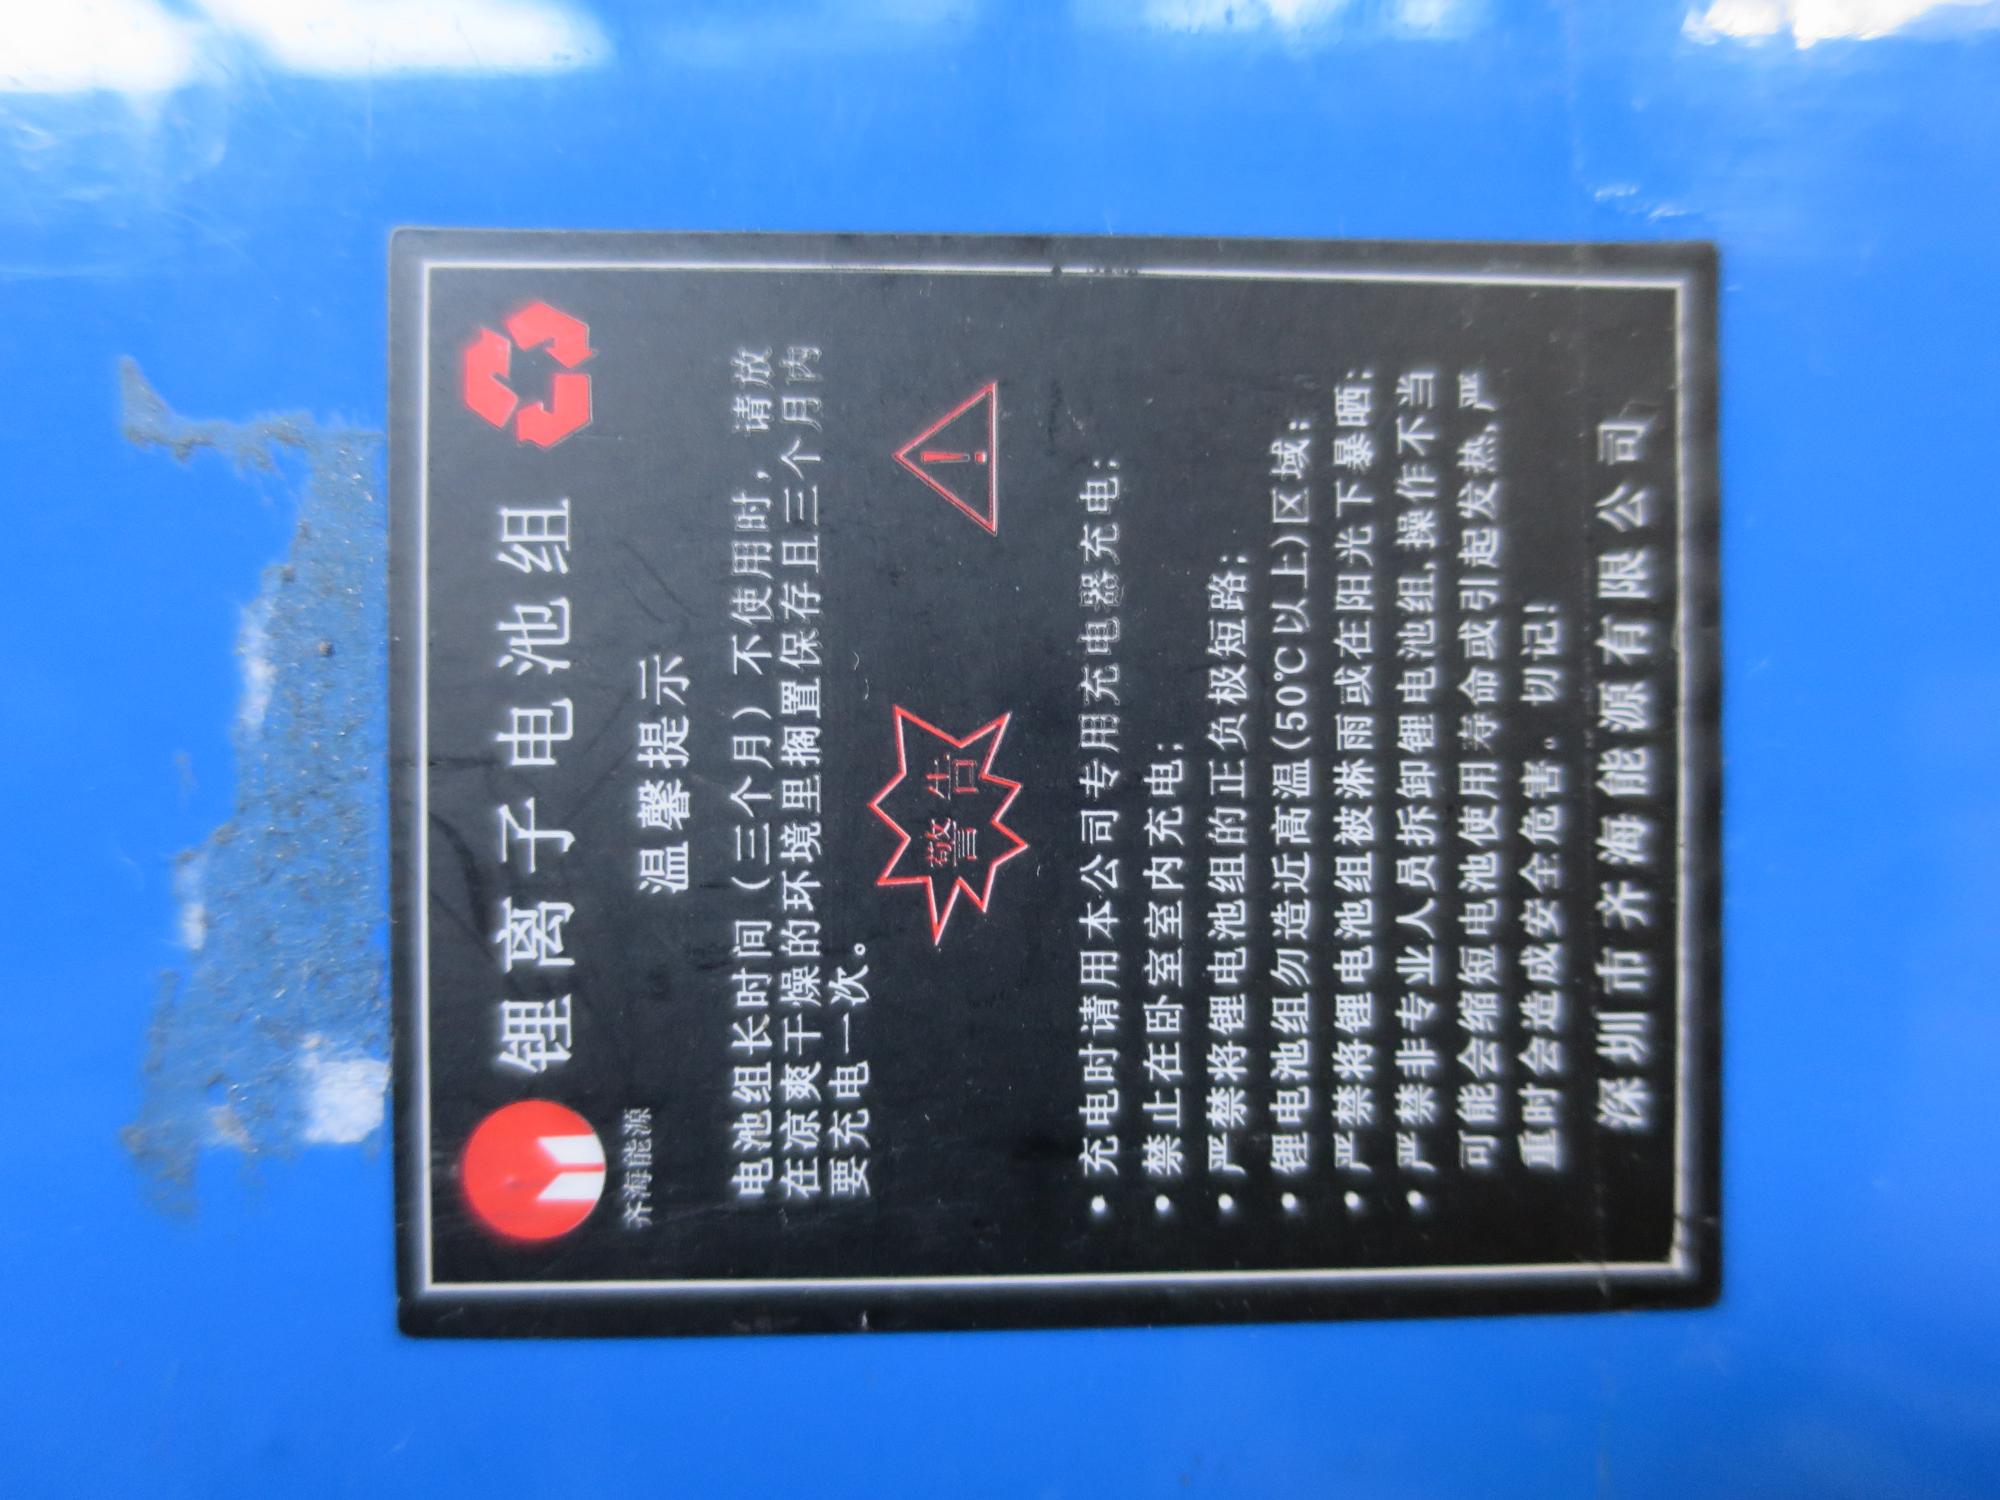 锂离子电池组
齐海能源
温馨提示
电池组长时间（三个月）不使用时，请放
在凉爽干燥的环境里搁置保存且三个月内
要充电一次。
警告
!
• 充电时请用本公司专用充电器充电；
• 禁止在卧室室内充电；
• 严禁将锂电池组的正负极短路；
• 锂电池组勿造近高温(50℃以上)区域；
• 严禁将锂电池组被淋雨或在阳光下暴晒；
• 严禁非专业人员拆卸锂电池组,操作不当
可能会缩短电池使用寿命或引起发热,严
重时会造成安全危害。切记!
深圳市齐海能源有限公司